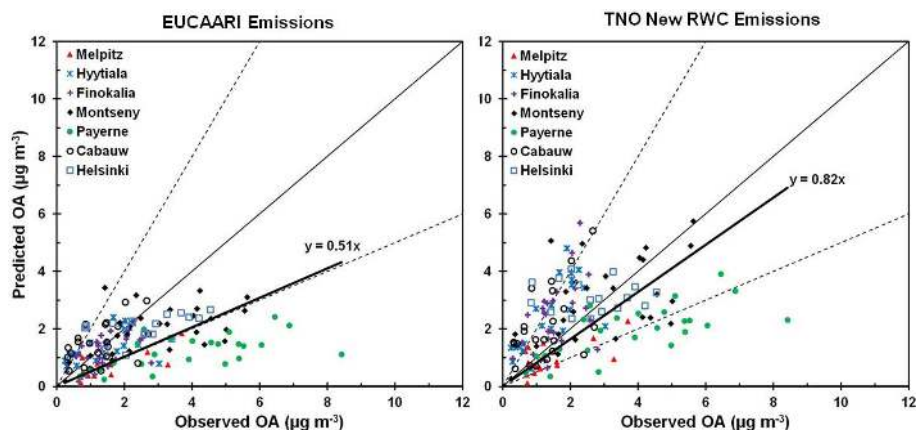 EUCAARI Emissions
12
10
8
6
4
2
0
0 2 4 6 8 10 12
Predicted OA (µg m⁻³)
Observed OA (µg m⁻³)
Melpitz
Hyytiala
Finokalia
Montseny
Payerne
Cabauw
Helsinki
y = 0.51x
TNO New RWC Emissions
12
10
8
6
4
2
0
0 2 4 6 8 10 12
Observed OA (µg m⁻³)
Melpitz
Hyytiala
Finokalia
Montseny
Payerne
Cabauw
Helsinki
y = 0.82x